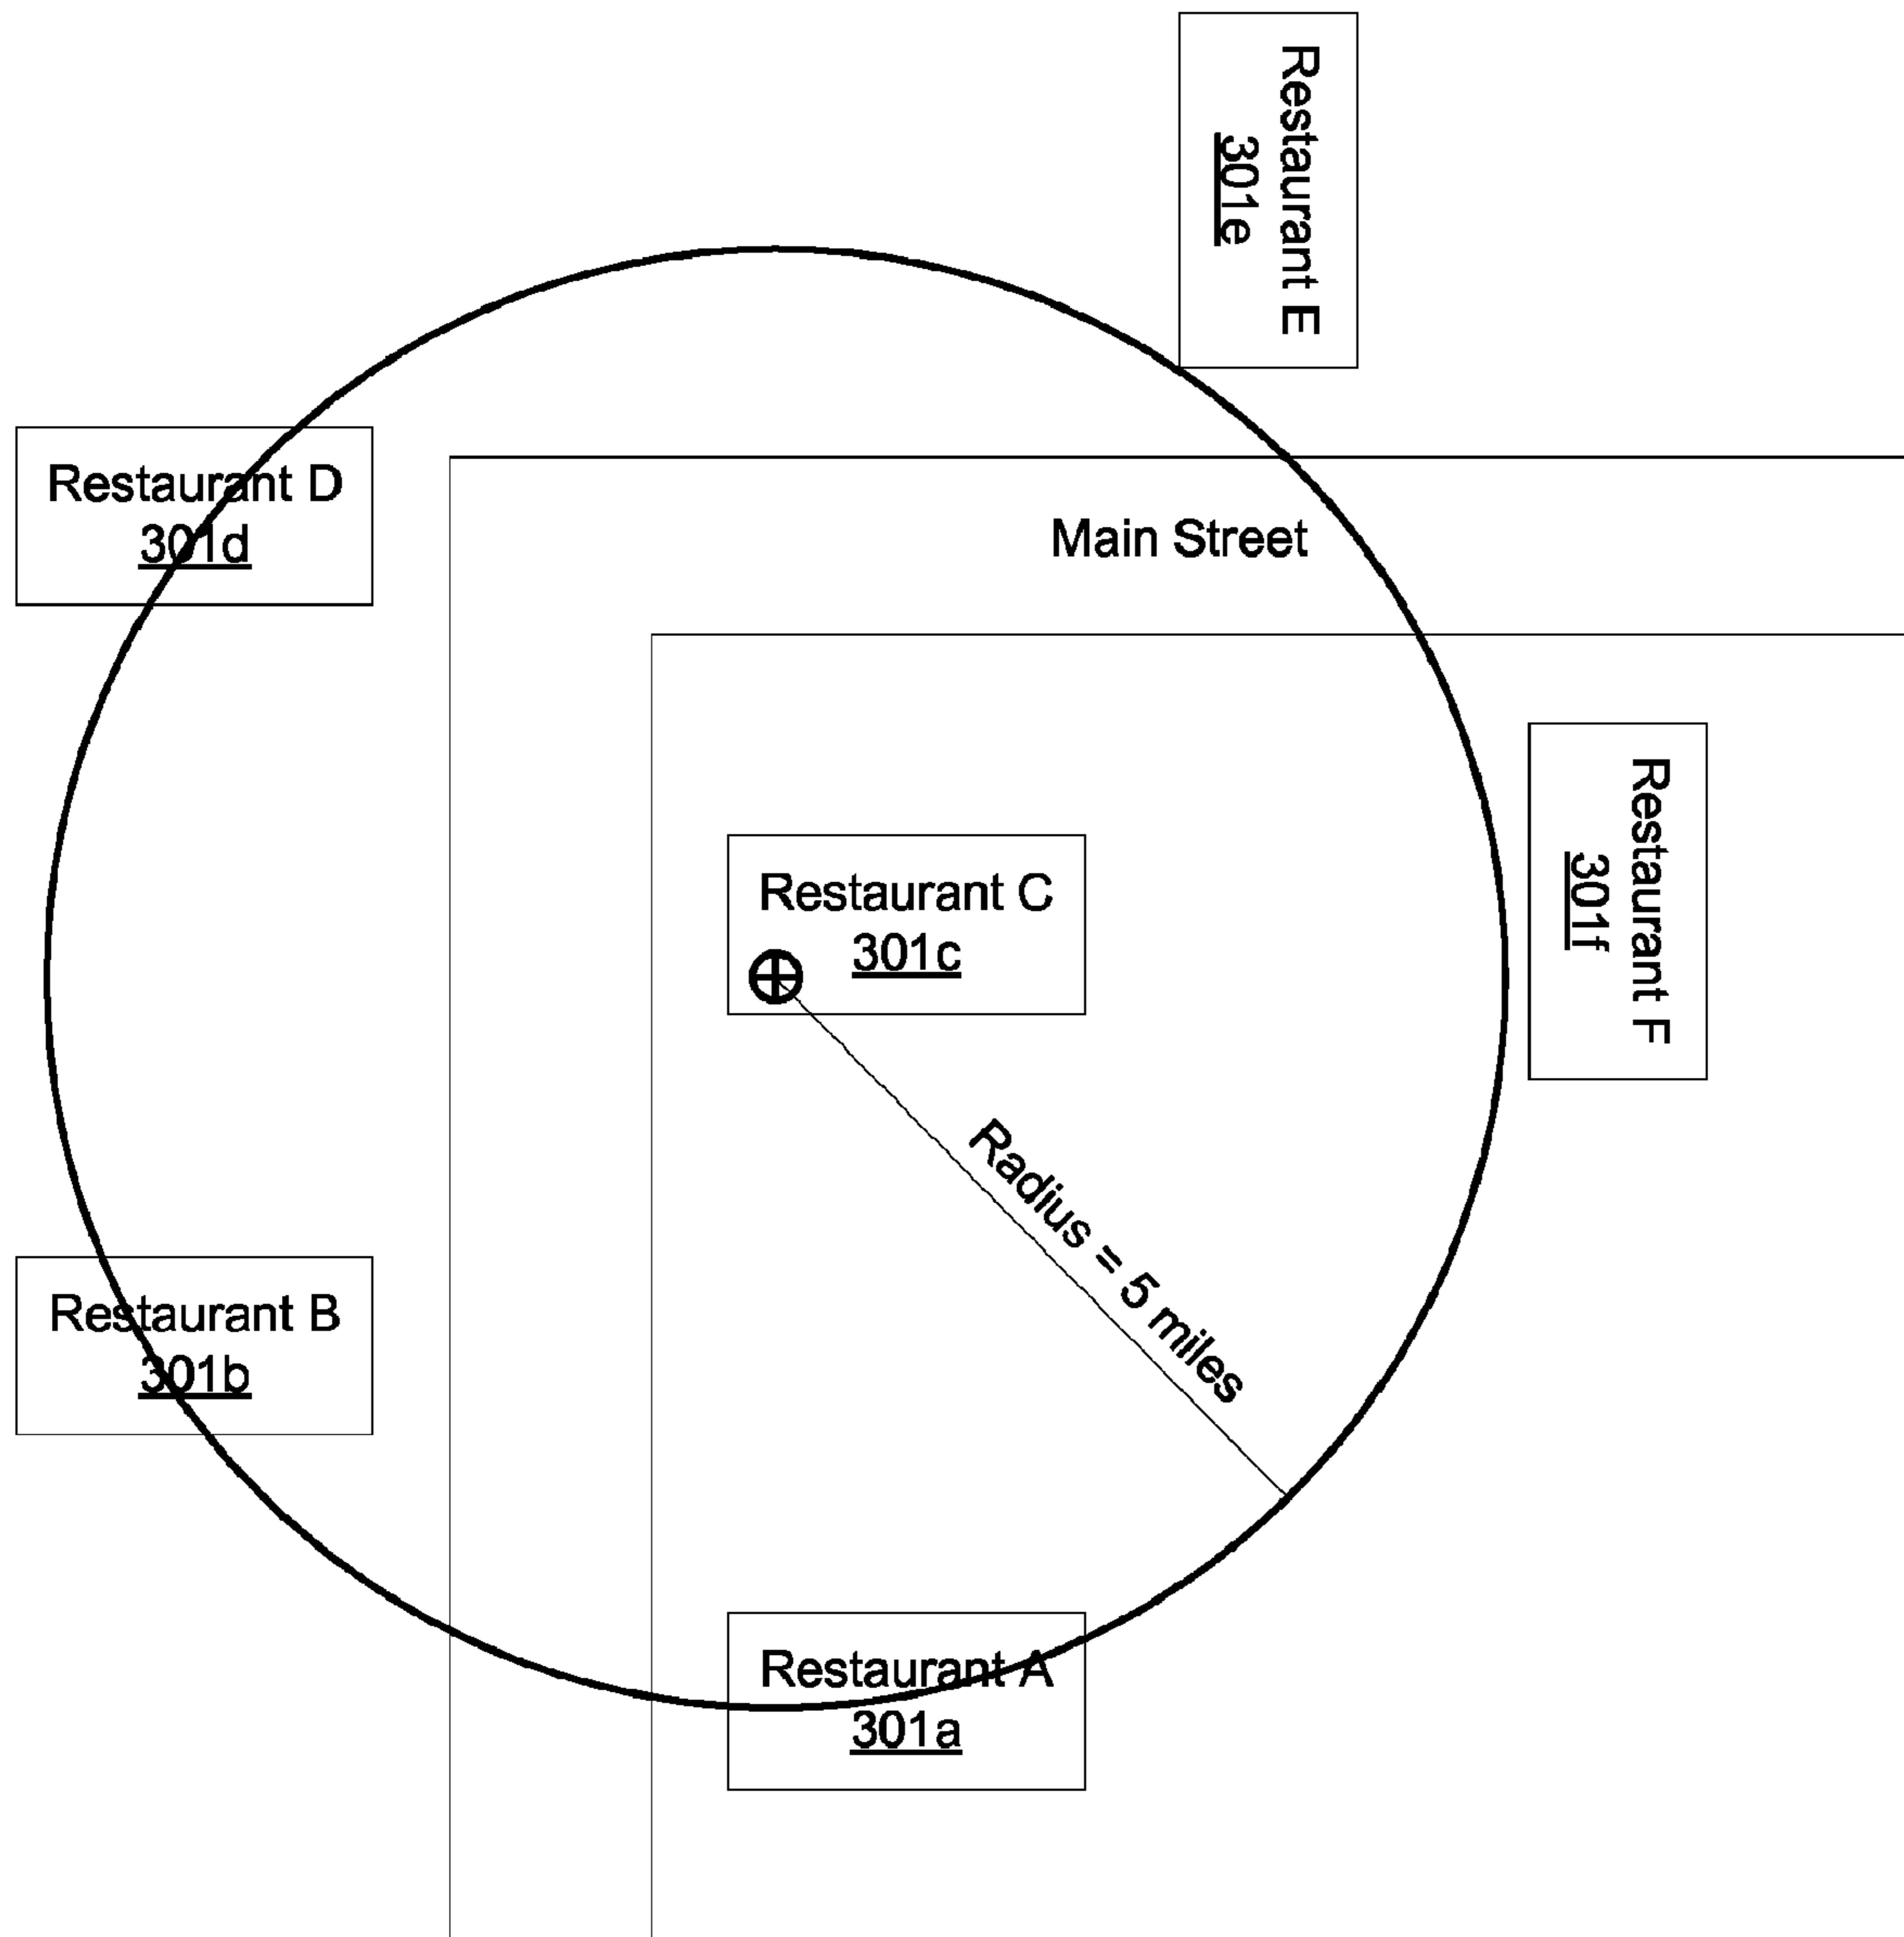 Restaurant E
301e
Restaurant D
301d
Main Street
Restaurant C
301c
Restaurant F
301f
Radius = 5 miles
Restaurant B
301b
Restaurant A
301a